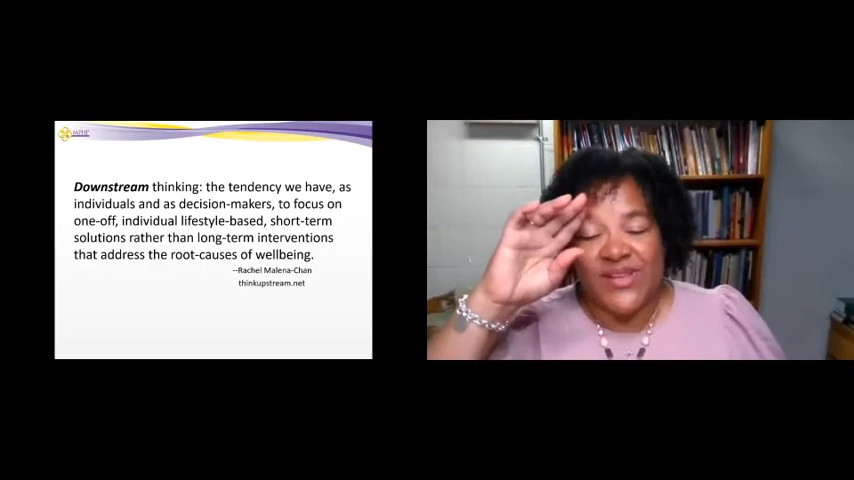 Downstream thinking: the tendency we have, as
individuals and as decision-makers, to focus on
one-off, individual lifestyle-based, short-term
solutions rather than long-term interventions
that address the root-causes of wellbeing.
--Rachel Malena-Chan
thinkupstream.net